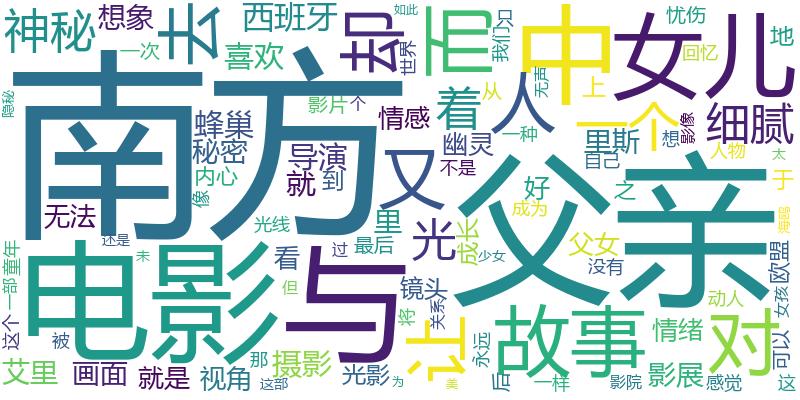 神秘 想象 去 西班牙 却 而 中 女儿 忧伤 地
一次 喜欢 世界 如此 我们 回忆
南方 影片 个 情感 着 从 人 无声 上 一个 影像 细腻
隐秘 蜂巢 秘密 导演 又 幽灵 一种 里斯 想 人物 太
内心 就 到 不是 自己
无法 像 光线 里 光 父亲 好 之 于
还是 未 最后 成长 成为 父女 欧盟
电影 与 看 过 少女 没有
童年 一部 但 镜头 关系 故事 动人 女孩
这个 被 那 摄影 将 让 永远 情绪 对 可以
艾里 画面 就是 视角 这部 光影 为 美 后 一样 影院 影展 感觉 这